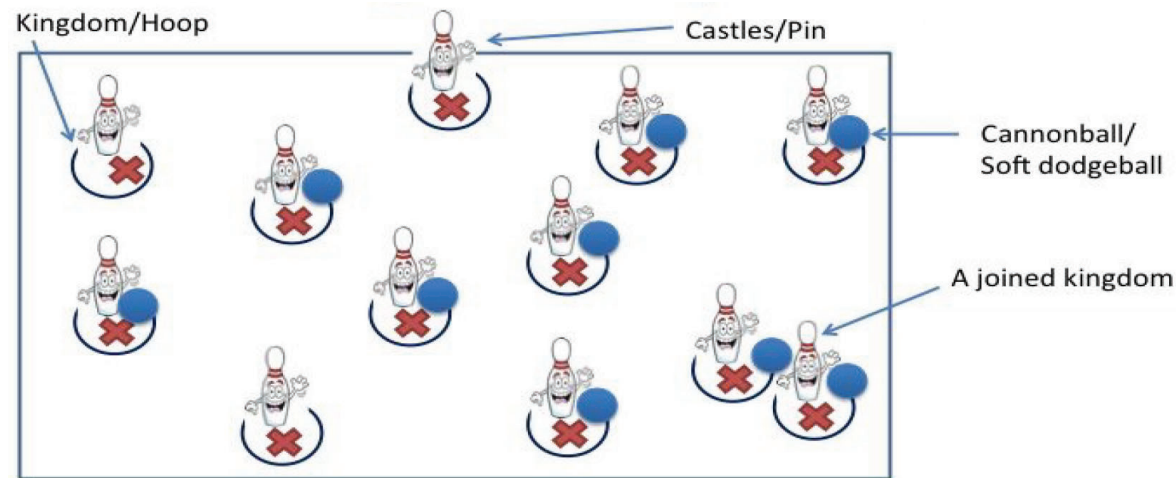 Kingdom/Hoop
Castles/Pin
Cannonball/
Soft dodgeball
A joined kingdom